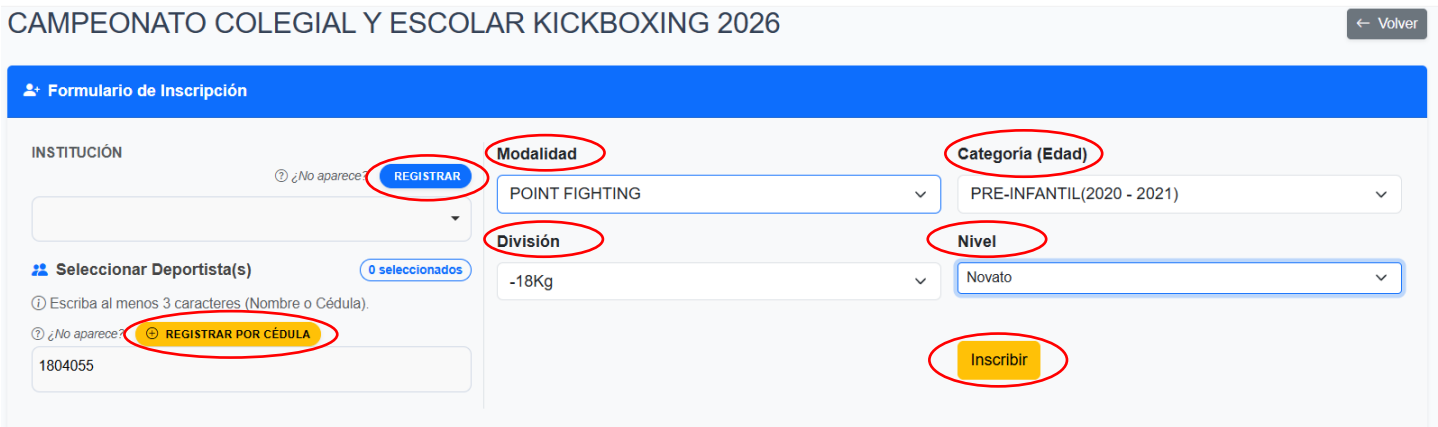 CAMPEONATO COLEGIAL Y ESCOLAR KICKBOXING 2026
← Volver
Formulario de Inscripción
INSTITUCIÓN
¿No aparece? REGISTRAR
Seleccionar Deportista(s) 0 seleccionados
Escriba al menos 3 caracteres (Nombre o Cédula).
¿No aparece? REGISTRAR POR CÉDULA
1804055
Modalidad
POINT FIGHTING
Categoría (Edad)
PRE-INFANTIL(2020 - 2021)
División
-18Kg
Nivel
Novato
Inscribir